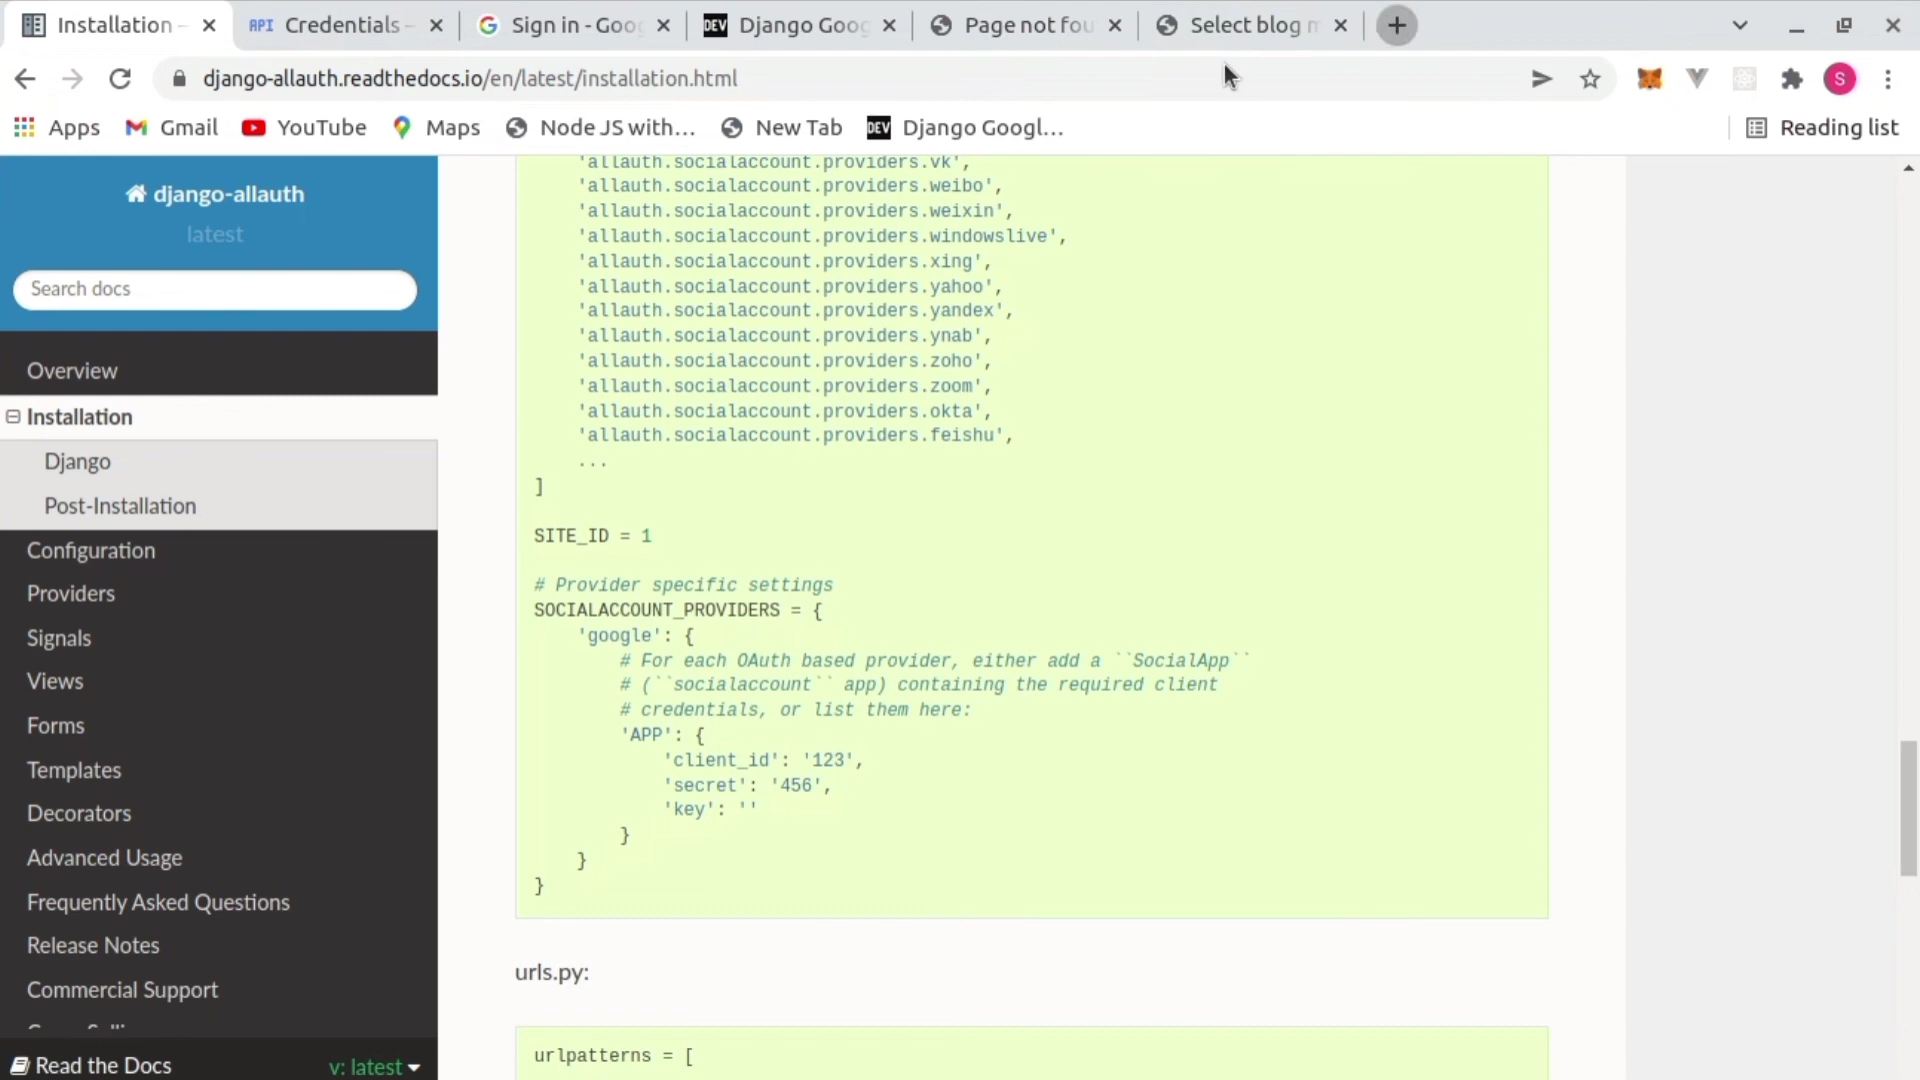 Installation -
API Credentials -
Sign in - Goog
DEV Django Goog
Page not fou
Select blog m
django-allauth.readthedocs.io/en/latest/installation.html
S
Apps
Gmail
YouTube
Maps
Node JS with...
New Tab
DEV Django Googl...
Reading list
django-allauth
latest
Search docs
Overview
Installation
Django
Post-Installation
Configuration
Providers
Signals
Views
Forms
Templates
Decorators
Advanced Usage
Frequently Asked Questions
Release Notes
Commercial Support
Read the Docs
v: latest
'allauth.socialaccount.providers.vk',
'allauth.socialaccount.providers.weibo',
'allauth.socialaccount.providers.weixin',
'allauth.socialaccount.providers.windowslive',
'allauth.socialaccount.providers.xing',
'allauth.socialaccount.providers.yahoo',
'allauth.socialaccount.providers.yandex',
'allauth.socialaccount.providers.ynab',
'allauth.socialaccount.providers.zoho',
'allauth.socialaccount.providers.zoom',
'allauth.socialaccount.providers.okta',
'allauth.socialaccount.providers.feishu',
...
]
SITE_ID = 1
# Provider specific settings
SOCIALACCOUNT_PROVIDERS = {
'google': {
# For each OAuth based provider, either add a ``SocialApp``
# (``socialaccount`` app) containing the required client
# credentials, or list them here:
'APP': {
'client_id': '123',
'secret': '456',
'key': ''
}
}
}
urls.py:
urlpatterns = [